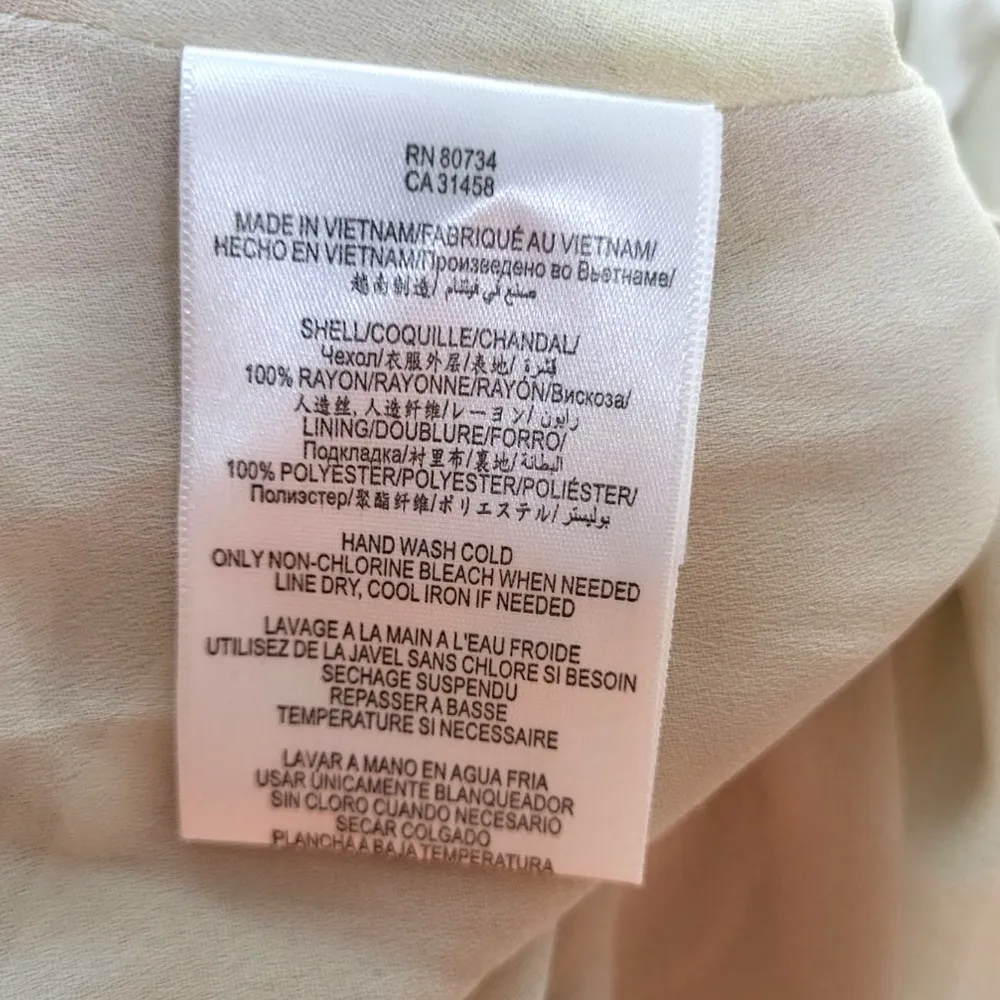 RN 80734
CA 31458
MADE IN VIETNAM/FABRIQUÉ AU VIETNAM/
HECHO EN VIETNAM/Произведено во Вьетнаме/
越南制造/ صنع في فيتنام
SHELL/COQUILLE/CHANDAL/
Чехол/衣服外层/表地/ قشرة
100% RAYON/RAYONNE/RAYÓN/Вискоза/
人造丝, 人造纤维/レーヨン/ رايون
LINING/DOUBLURE/FORRO/
Подкладка/衬里布/裏地/ البطانة
100% POLYESTER/POLYESTER/POLIÉSTER/
Полиэстер/聚酯纤维/ポリエステル/ بوليستر
HAND WASH COLD
ONLY NON-CHLORINE BLEACH WHEN NEEDED
LINE DRY, COOL IRON IF NEEDED
LAVAGE A LA MAIN A L'EAU FROIDE
UTILISEZ DE LA JAVEL SANS CHLORE SI BESOIN
SECHAGE SUSPENDU
REPASSER A BASSE
TEMPERATURE SI NECESSAIRE
LAVAR A MANO EN AGUA FRIA
USAR ÚNICAMENTE BLANQUEADOR
SIN CLORO CUANDO NECESARIO
SECAR COLGADO
PLANCHA A BAJA TEMPERATURA